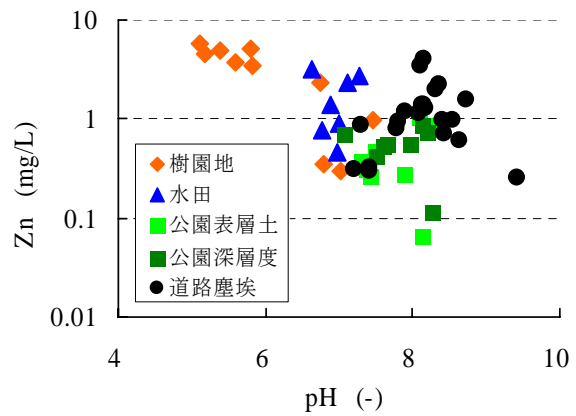 10
1
0.1
0.01
Zn (mg/L)
樹園地
水田
公園表層土
公園深層度
道路塵埃
4 6 8 10
pH (-)